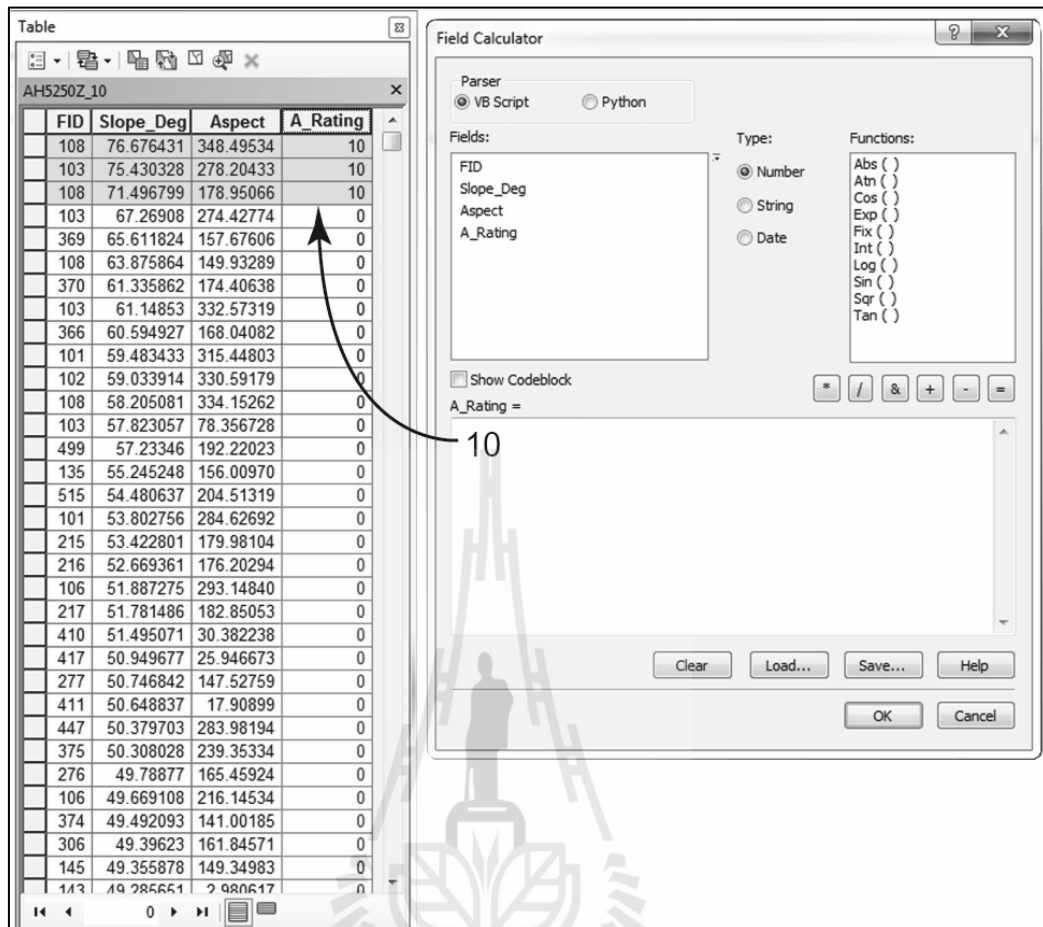 Table
AH5250Z_10
FID Slope_Deg Aspect A_Rating
108 76.676431 348.49534 10
103 75.430328 278.20433 10
108 71.496799 178.95066 10
103 67.26908 274.42774 0
369 65.611824 157.67606 0
108 63.875864 149.93289 0
370 61.335862 174.40638 0
103 61.14853 332.57319 0
366 60.594927 168.04082 0
101 59.483433 315.44803 0
102 59.033914 330.59179 0
108 58.205081 334.15262 0
103 57.823057 78.356728 0
499 57.23346 192.22023 0
135 55.245248 156.00970 0
515 54.480637 204.51319 0
101 53.802756 284.62692 0
215 53.422801 179.98104 0
216 52.669361 176.20294 0
106 51.887275 293.14840 0
217 51.781486 182.85053 0
410 51.495071 30.382238 0
417 50.949677 25.946673 0
277 50.746842 147.52759 0
411 50.648837 17.90899 0
447 50.379703 283.98194 0
375 50.308028 239.35334 0
276 49.78877 165.45924 0
106 49.669108 216.14534 0
374 49.492093 141.00185 0
306 49.39623 161.84571 0
145 49.355878 149.34983 0
143 49.285651 2.980617 0
0
Field Calculator
Parser
VB Script Python
Fields:
FID
Slope_Deg
Aspect
A_Rating
Type:
Number
String
Date
Functions:
Abs ( )
Atn ( )
Cos ( )
Exp ( )
Fix ( )
Int ( )
Log ( )
Sin ( )
Sqr ( )
Tan ( )
Show Codeblock
* / & + - =
A_Rating =
10
Clear Load... Save... Help
OK Cancel